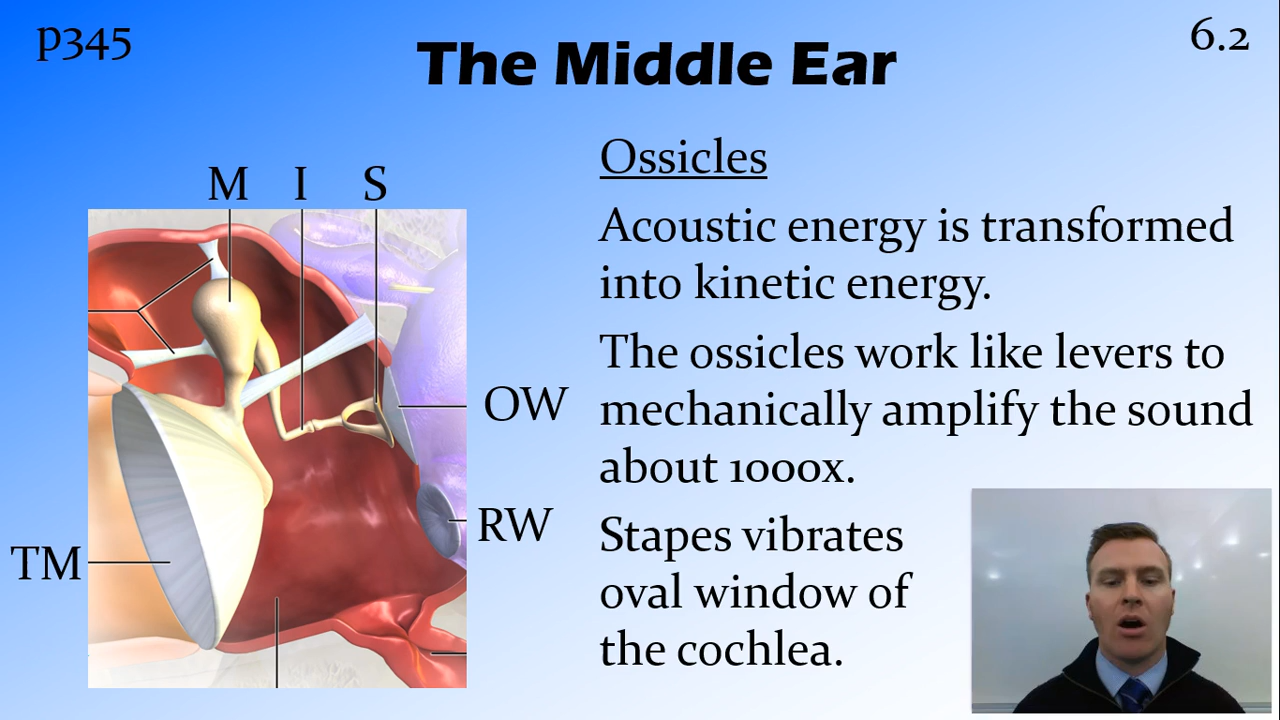 p345
The Middle Ear
6.2
M I S
OW
RW
TM
Ossicles
Acoustic energy is transformed
into kinetic energy.
The ossicles work like levers to
mechanically amplify the sound
about 1000x.
Stapes vibrates
oval window of
the cochlea.